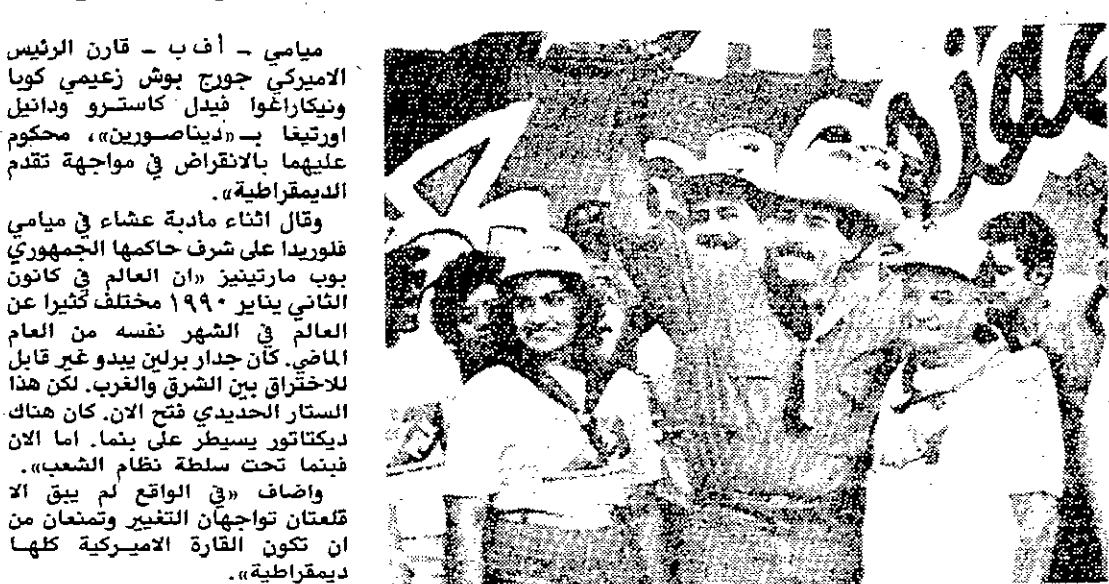 ميامي ـ أ ف ب ـ قارن الرئيس
الاميركي جورج بوش زعيمي كوبا
ونيكاراغوا فيدل كاسترو ودانيل
اورتيغا بـ «ديناصورين»، محكوم
عليهما بالانقراض في مواجهة تقدم
الديمقراطية».
وقال اثناء مادبة عشاء في ميامي
فلوريدا على شرف حاكمها الجمهوري
بوب مارتينيز «ان العالم في كانون
الثاني يناير ١٩٩٠ مختلف كثيرا عن
العالم في الشهر نفسه من العام
الماضي. كان جدار برلين يبدو غير قابل
للاختراق بين الشرق والغرب. لكن هذا
الستار الحديدي فتح الان. كان هناك
ديكتاتور يسيطر على بنما. اما الان
فبنما تحت سلطة نظام الشعب».
واضاف «في الواقع لم يبق الا
قلعتان تواجهان التغيير وتمنعان من
ان تكون القارة الاميركية كلها
ديمقراطية».